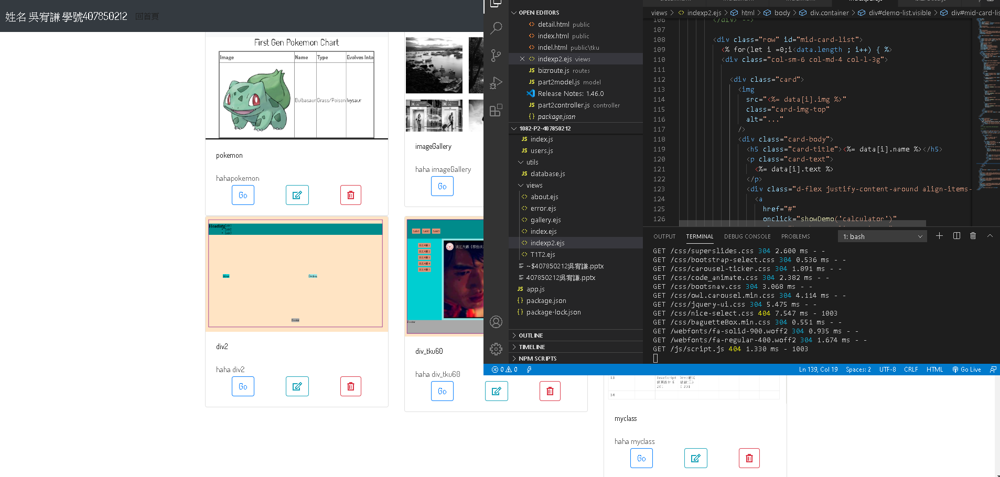 姓名 吳宥謙 學號407850212 回首頁
First Gen Pokemon Chart
Image Name Type Evolves Into
Bulbasaur Grass/Poison Ivysaur
pokemon
hahapokemon
Go
imageGallery
haha imageGallery
Go
Heading
Link1
Link2
Link3
Menu
Section
Footer
div2
haha div2
Go
Link1 Link2 Link3
Footer
div_tku60
haha div_tku60
Go
13
14
myclass
haha myclass
Go
OPEN EDITORS
detail.html public
index.html public
indel.html public\tku
indexp2.ejs views
bizroute.js routes
part2model.js model
Release Notes: 1.46.0
part2controller.js controller
package.json
1082-P2-407850212
index.js
users.js
utils
database.js
views
about.ejs
error.ejs
gallery.ejs
index.ejs
indexp2.ejs
T1T2.ejs
~$407850212吳宥謙.pptx
407850212吳宥謙.pptx
app.js
package.json
package-lock.json
OUTLINE
TIMELINE
NPM SCRIPTS
views > indexp2.ejs > html > body > div.container > div#demo-list.visible > div#mid-card-lis
106 </div> -->
107
108 <div class="row" id="mid-card-list">
109 <% for(let i =0;i<data.length ; i++) { %>
110 <div class="col-sm-6 col-md-4 col-l-3g">
111
112 <div class="card">
113 <img
114 src="<%= data[i].img %>"
115 class="card-img-top"
116 alt="..."
117 />
118 <div class="card-body">
119 <h5 class="card-title"><%= data[i].name %></h5>
120 <p class="card-text">
121 <%= data[i].text %>
122 </p>
123 <div class="d-flex justify-content-around align-items-
124 <a
125 href="#"
126 onclick="showDemo('calculator')"
OUTPUT TERMINAL DEBUG CONSOLE PROBLEMS 1: bash
GET /css/superslides.css 304 2.600 ms - -
GET /css/bootstrap-select.css 304 0.536 ms - -
GET /css/carousel-ticker.css 304 1.891 ms - -
GET /css/code_animate.css 304 2.382 ms - -
GET /css/bootsnav.css 304 3.068 ms - -
GET /css/owl.carousel.min.css 304 4.114 ms - -
GET /css/jquery-ui.css 304 5.475 ms - -
GET /css/nice-select.css 404 7.547 ms - 1003
GET /css/baguetteBox.min.css 304 0.551 ms - -
GET /webfonts/fa-solid-900.woff2 304 0.935 ms - -
GET /webfonts/fa-regular-400.woff2 304 1.674 ms - -
GET /js/script.js 404 1.330 ms - 1003
0 0 Ln 139, Col 19 Spaces: 2 UTF-8 CRLF HTML Go Live